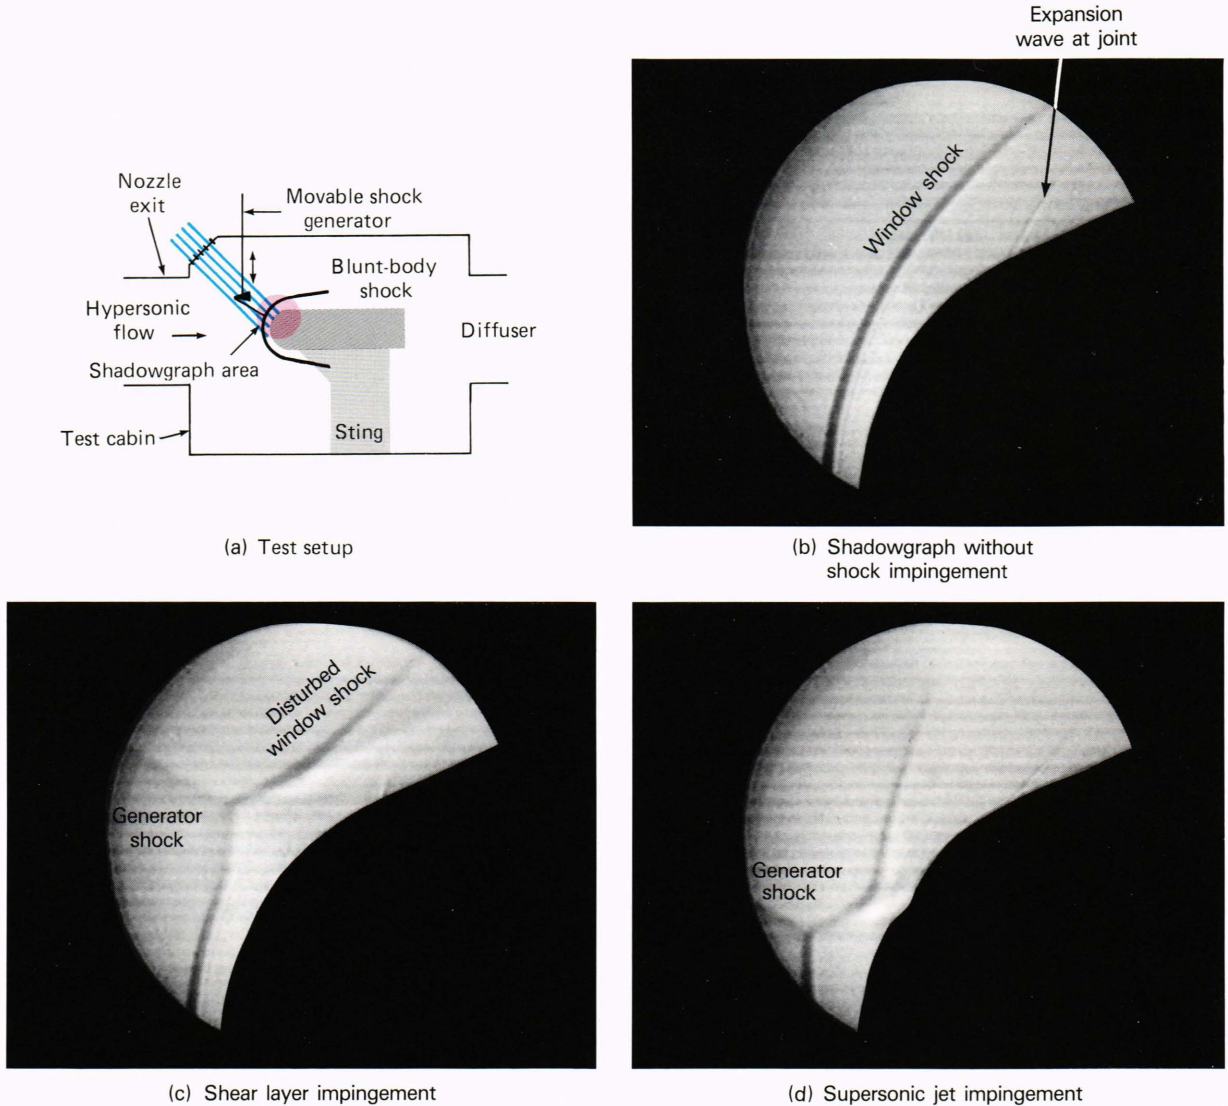 Expansion
wave at joint
Nozzle
exit
Movable shock
generator
Blunt-body
shock
Hypersonic
flow
Diffuser
Shadowgraph area
Test cabin
Sting
(a) Test setup
Window shock
(b) Shadowgraph without
shock impingement
Disturbed
window shock
Generator
shock
(c) Shear layer impingement
Generator
shock
(d) Supersonic jet impingement